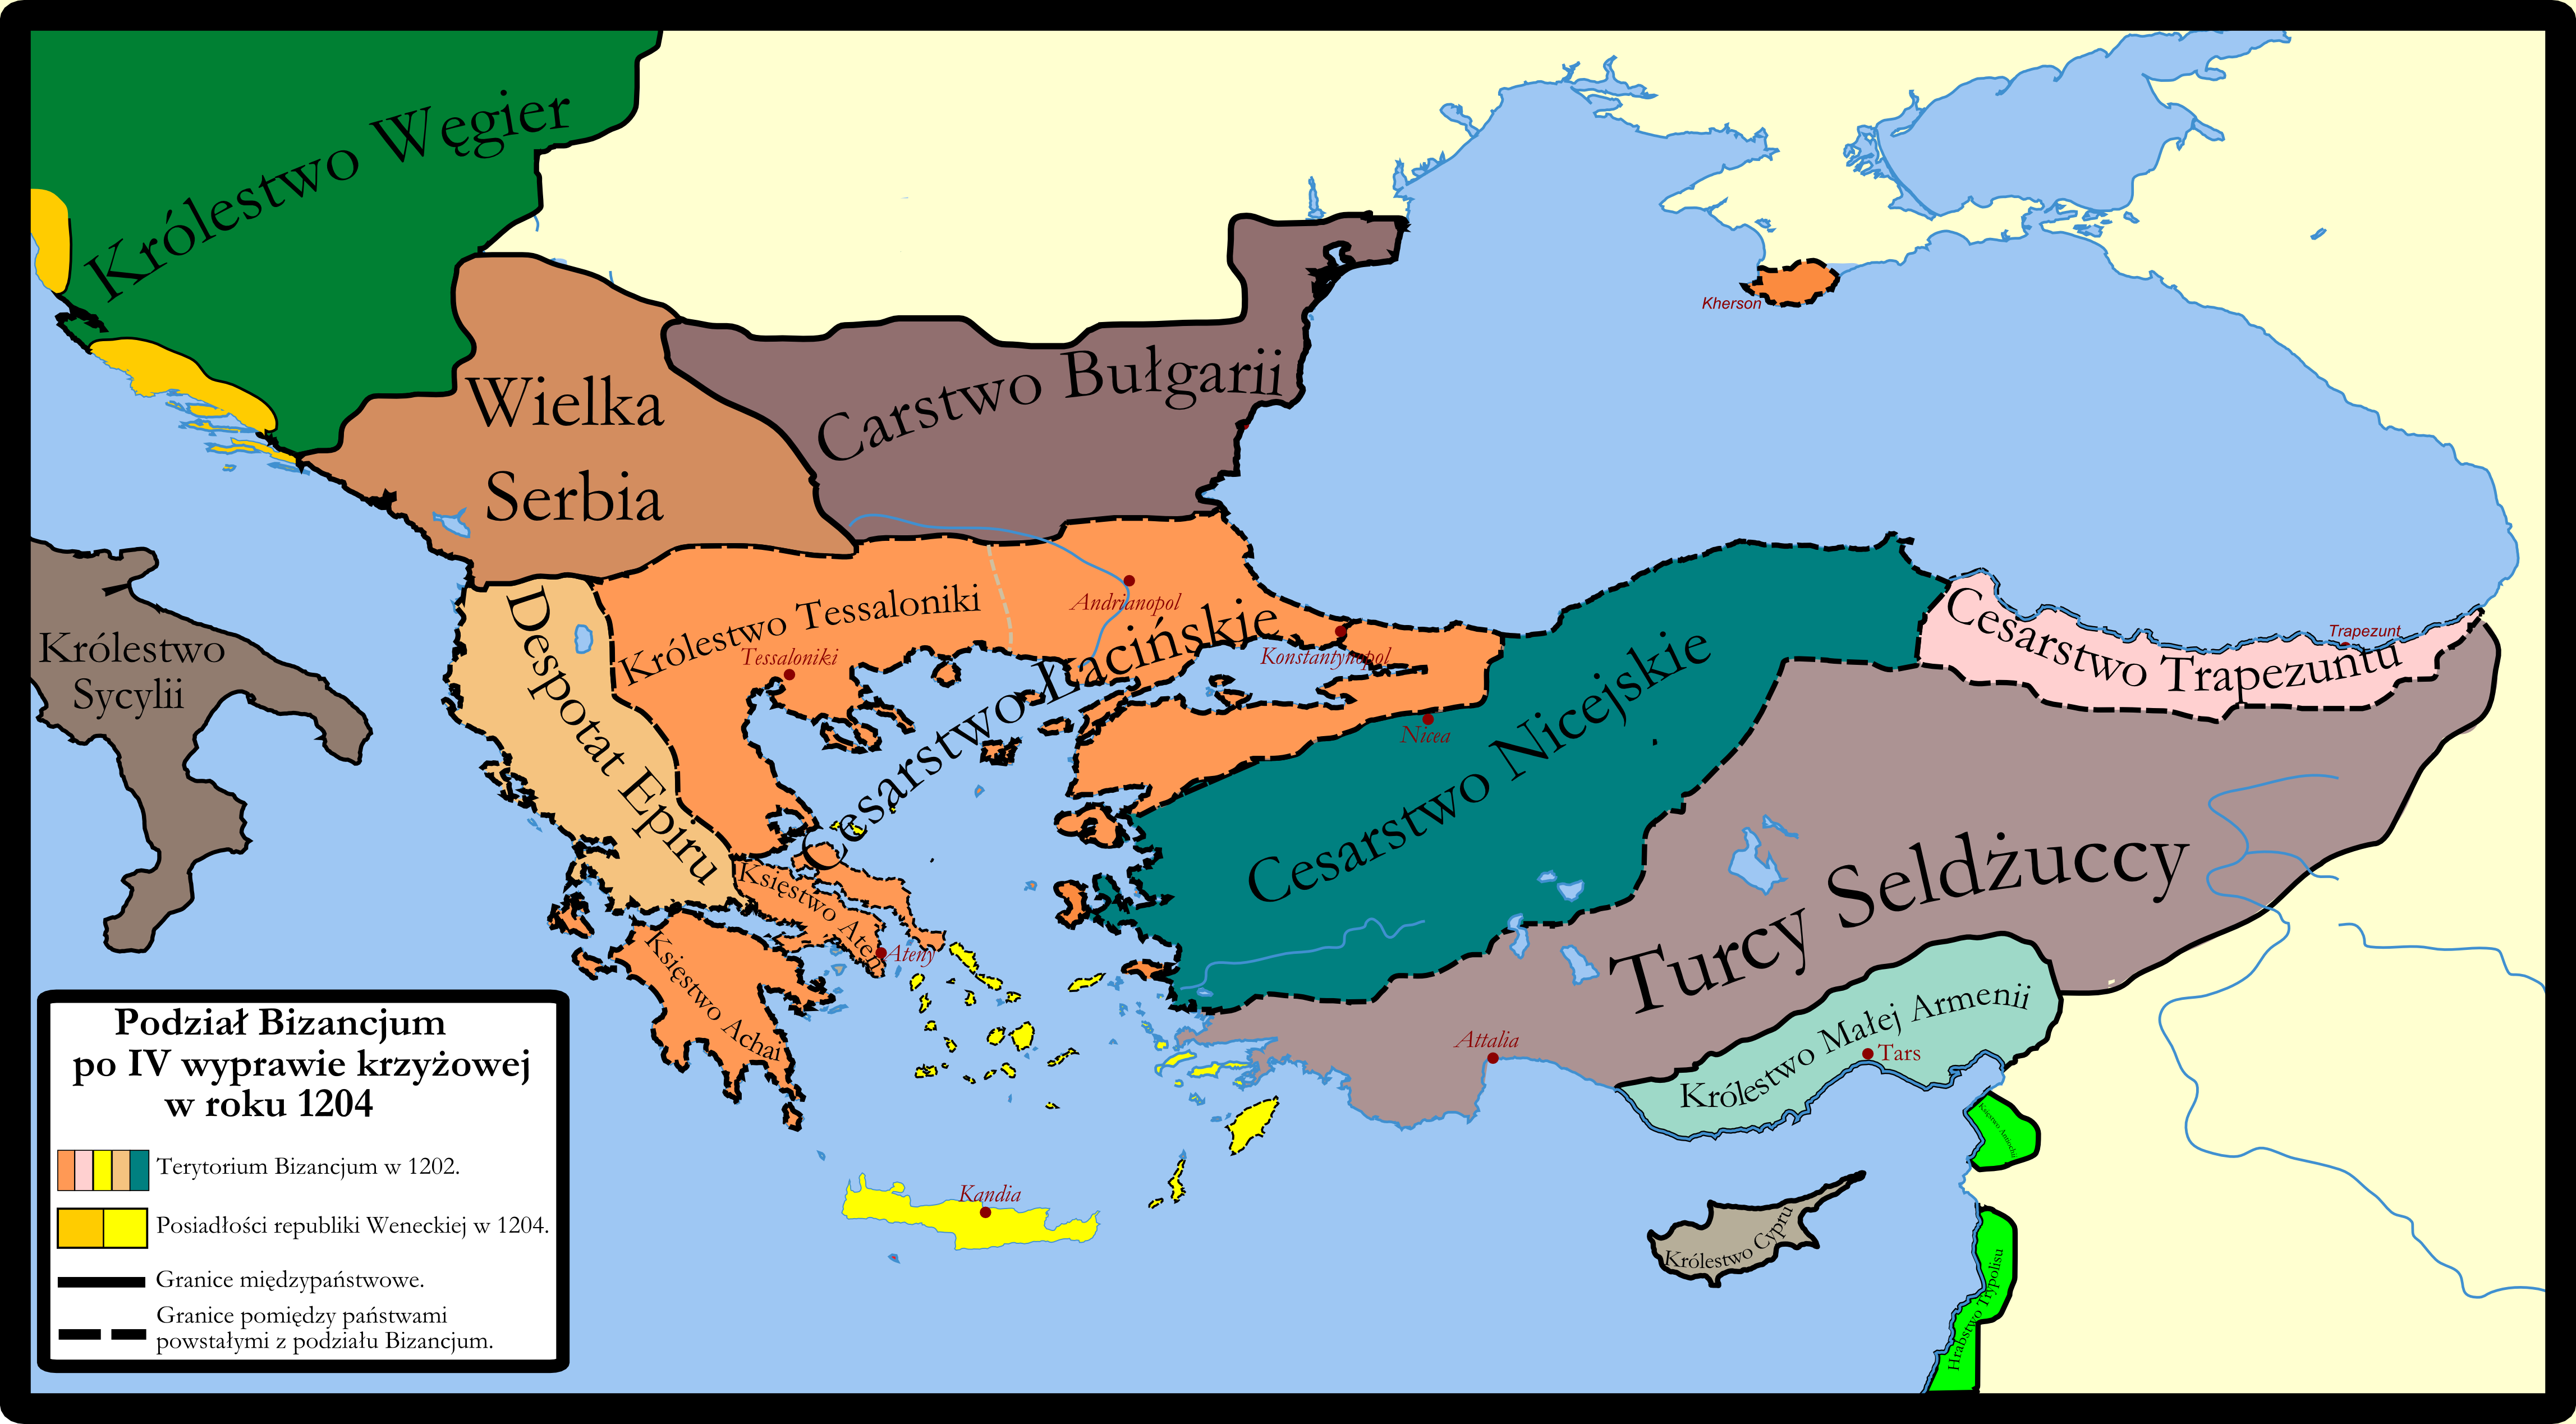 Królestwo Węgier
Kherson
Wielka
Serbia
Carstwo Bułgarii
Królestwo Tessaloniki
Andrianopol
Tessaloniki
Konstantynopol
Cesarstwo Łacińskie
Cesarstwo Trapezuntu
Trapezunt
Królestwo
Sycylii
Despotat Epiru
Nicea
Cesarstwo Nicejskie
Turcy Seldżuccy
Księstwo Aten
Ateny
Księstwo Achai
Attalia
Królestwo Małej Armenii
Tars
Księstwo Antiochii
Kandia
Królestwo Cypru
Hrabstwo Trypolisu
Podział Bizancjum
po IV wyprawie krzyżowej
w roku 1204
Terytorium Bizancjum w 1202.
Posiadłości republiki Weneckiej w 1204.
Granice międzypaństwowe.
Granice pomiędzy państwami
powstałymi z podziału Bizancjum.